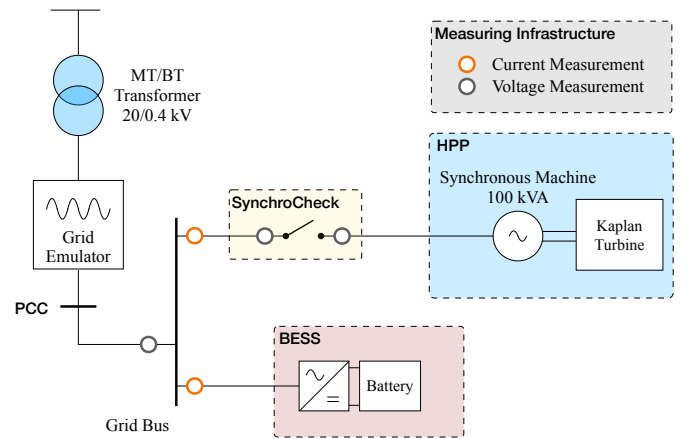 MT/BT
Transformer
20/0.4 kV
Grid
Emulator
PCC
Grid Bus
SynchroCheck
BESS
Battery
Measuring Infrastructure
Current Measurement
Voltage Measurement
HPP
Synchronous Machine
100 kVA
Kaplan
Turbine